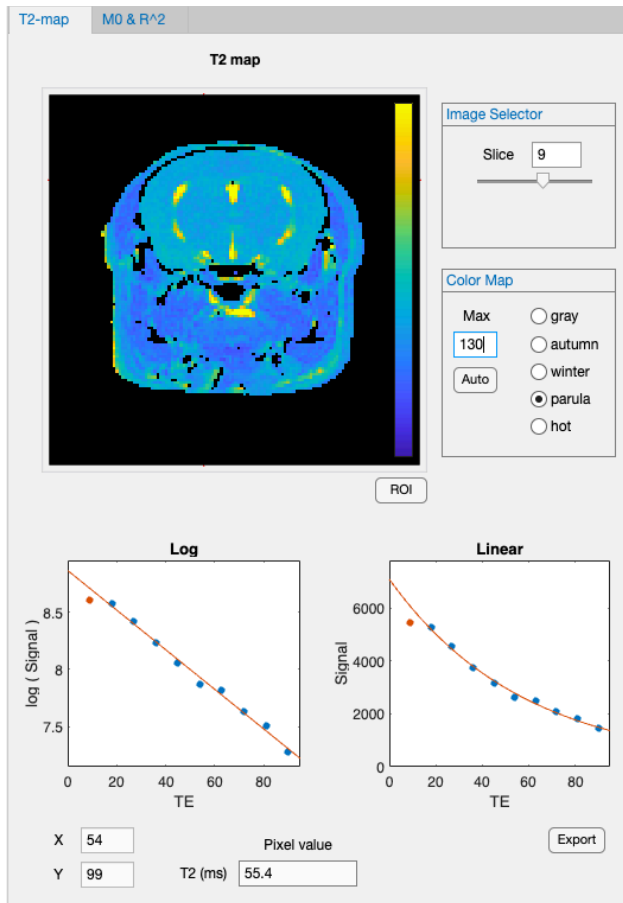 T2-map M0 & R^2
T2 map
Image Selector
Slice 9
Color Map
Max
130
Auto
gray
autumn
winter
parula
hot
ROI
Log
log ( Signal )
8.5
8
7.5
0 20 40 60 80
TE
Linear
Signal
6000
4000
2000
0
0 20 40 60 80
TE
X 54
Y 99
Pixel value
T2 (ms) 55.4
Export